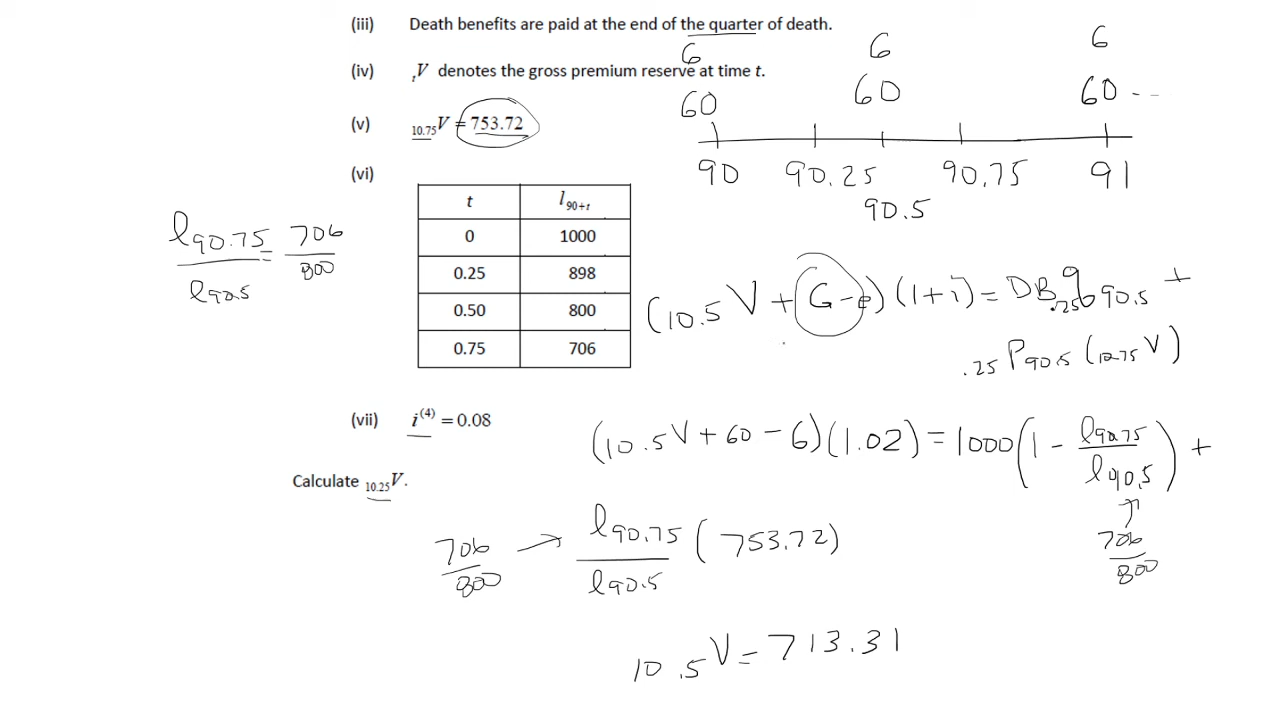 (iii) Death benefits are paid at the end of the quarter of death.
6 6 6
(iv) tV denotes the gross premium reserve at time t.
60 60 60 ---
(v) 10.75V = 753.72
90 90.25 90.75 91
90.5
(vi)
t l90+t
0 1000
0.25 898
0.50 800
0.75 706
l90.75 / l90.5 = 706/800
(10.5V + G - e)(1+i) = DB .25q90.5 +
.25P90.5 (10.75V)
(vii) i(4) = 0.08
(10.5V + 60 - 6)(1.02) = 1000(1 - l90.75/l90.5) +
Calculate 10.25V.
706/800 → l90.75/l90.5 (753.72)
706/800
10.5V = 713.31